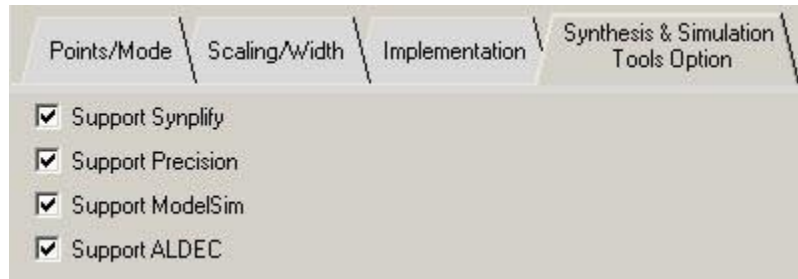 Points/Mode
Scaling/Width
Implementation
Synthesis & Simulation
Tools Option
Support Synplify
Support Precision
Support ModelSim
Support ALDEC